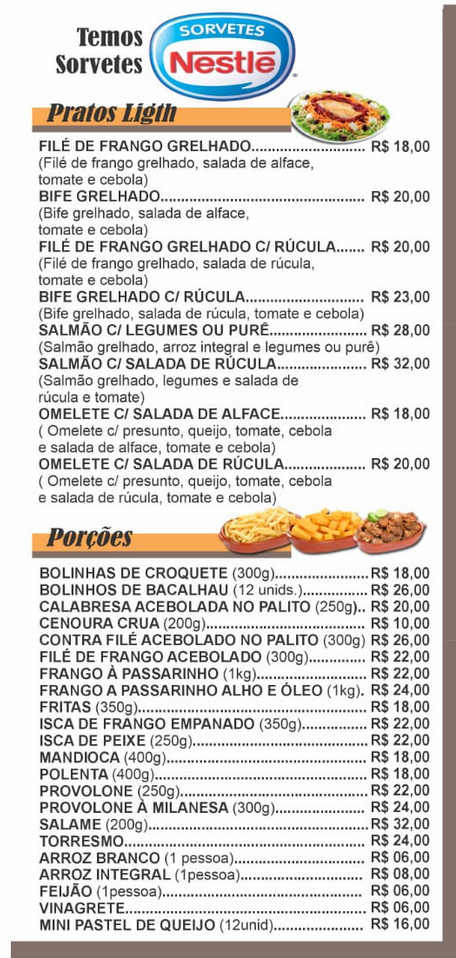 Temos
Sorvetes
SORVETES
Nestlé
Pratos Ligth
FILÉ DE FRANGO GRELHADO............................ R$ 18,00
(Filé de frango grelhado, salada de alface,
tomate e cebola)
BIFE GRELHADO.................................................. R$ 20,00
(Bife grelhado, salada de alface,
tomate e cebola)
FILÉ DE FRANGO GRELHADO C/ RÚCULA....... R$ 20,00
(Filé de frango grelhado, salada de rúcula,
tomate e cebola)
BIFE GRELHADO C/ RÚCULA............................. R$ 23,00
(Bife grelhado, salada de rúcula, tomate e cebola)
SALMÃO C/ LEGUMES OU PURÊ........................ R$ 28,00
(Salmão grelhado, arroz integral e legumes ou purê)
SALMÃO C/ SALADA DE RÚCULA...................... R$ 32,00
(Salmão grelhado, legumes e salada de
rúcula e tomate)
OMELETE C/ SALADA DE ALFACE..................... R$ 18,00
( Omelete c/ presunto, queijo, tomate, cebola
e salada de alface, tomate e cebola)
OMELETE C/ SALADA DE RÚCULA.................... R$ 20,00
( Omelete c/ presunto, queijo, tomate, cebola
e salada de rúcula, tomate e cebola)
Porções
BOLINHAS DE CROQUETE (300g)....................... R$ 18,00
BOLINHOS DE BACALHAU (12 unids.).................. R$ 26,00
CALABRESA ACEBOLADA NO PALITO (250g).. R$ 20,00
CENOURA CRUA (200g)........................................ R$ 10,00
CONTRA FILÉ ACEBOLADO NO PALITO (300g) R$ 26,00
FILÉ DE FRANGO ACEBOLADO (300g).............. R$ 22,00
FRANGO À PASSARINHO (1kg)............................ R$ 22,00
FRANGO A PASSARINHO ALHO E ÓLEO (1kg). R$ 24,00
FRITAS (350g)........................................................ R$ 18,00
ISCA DE FRANGO EMPANADO (350g)................ R$ 22,00
ISCA DE PEIXE (250g)........................................... R$ 22,00
MANDIOCA (400g).................................................. R$ 18,00
POLENTA (400g)..................................................... R$ 18,00
PROVOLONE (250g)............................................... R$ 22,00
PROVOLONE À MILANESA (300g)...................... R$ 24,00
SALAME (200g)...................................................... R$ 32,00
TORRESMO............................................................ R$ 24,00
ARROZ BRANCO (1 pessoa)................................. R$ 06,00
ARROZ INTEGRAL (1pessoa)............................... R$ 08,00
FEIJÃO (1pessoa).................................................. R$ 06,00
VINAGRETE............................................................ R$ 06,00
MINI PASTEL DE QUEIJO (12unid)....................... R$ 16,00